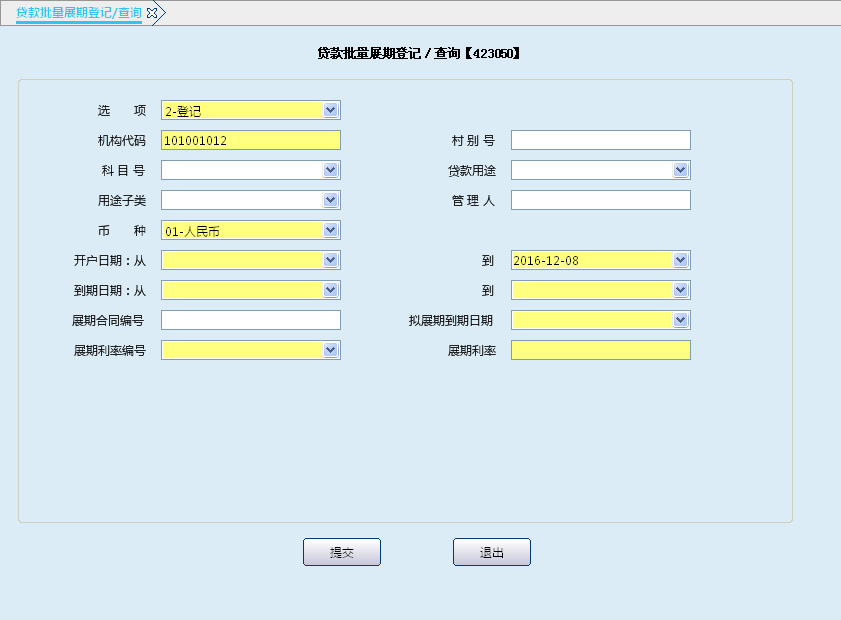 贷款批量展期登记/查询
贷款批量展期登记 / 查询【423050】
选 项 2-登记
机构代码 101001012 村 别 号
科 目 号 贷款用途
用途子类 管 理 人
币 种 01-人民币
开户日期：从 到 2016-12-08
到期日期：从 到
展期合同编号 拟展期到期日期
展期利率编号 展期利率
提交 退出